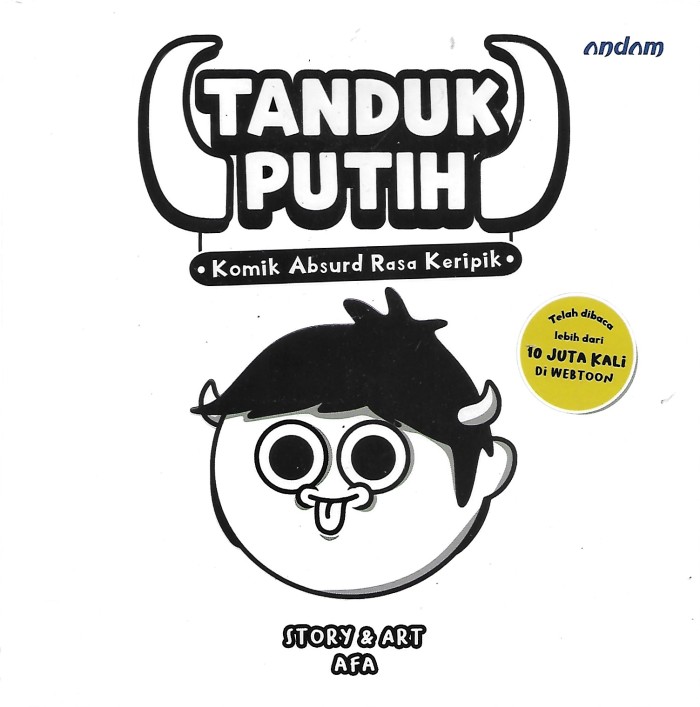 andam
TANDUK
PUTIH
• Komik Absurd Rasa Keripik •
Telah dibaca
lebih dari
10 JUTA KALi
Di WEBTOON
STORY & ART
AFA